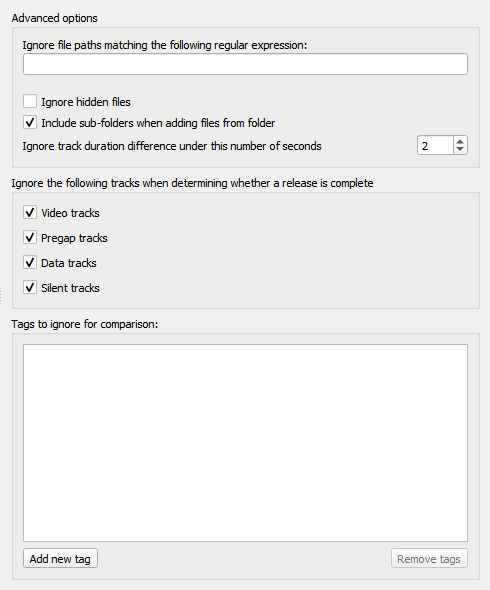 Advanced options
Ignore file paths matching the following regular expression:
Ignore hidden files
Include sub-folders when adding files from folder
Ignore track duration difference under this number of seconds 2
Ignore the following tracks when determining whether a release is complete
Video tracks
Pregap tracks
Data tracks
Silent tracks
Tags to ignore for comparison:
Add new tag Remove tags